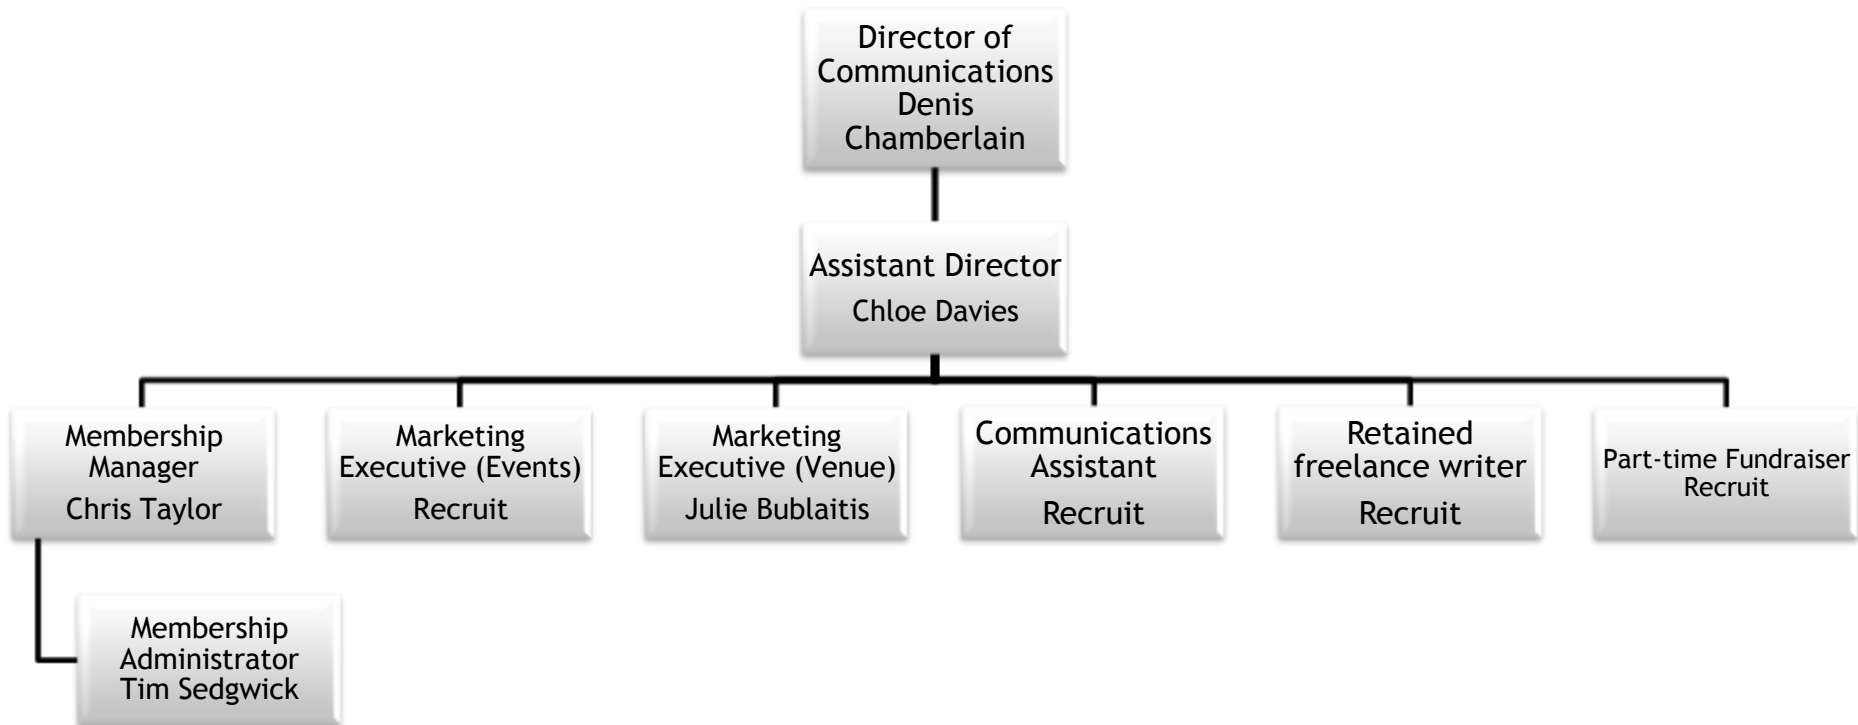 Director of
Communications
Denis
Chamberlain
Assistant Director
Chloe Davies
Membership
Manager
Chris Taylor
Marketing
Executive (Events)
Recruit
Marketing
Executive (Venue)
Julie Bublaitis
Communications
Assistant
Recruit
Retained
freelance writer
Recruit
Part-time Fundraiser
Recruit
Membership
Administrator
Tim Sedgwick